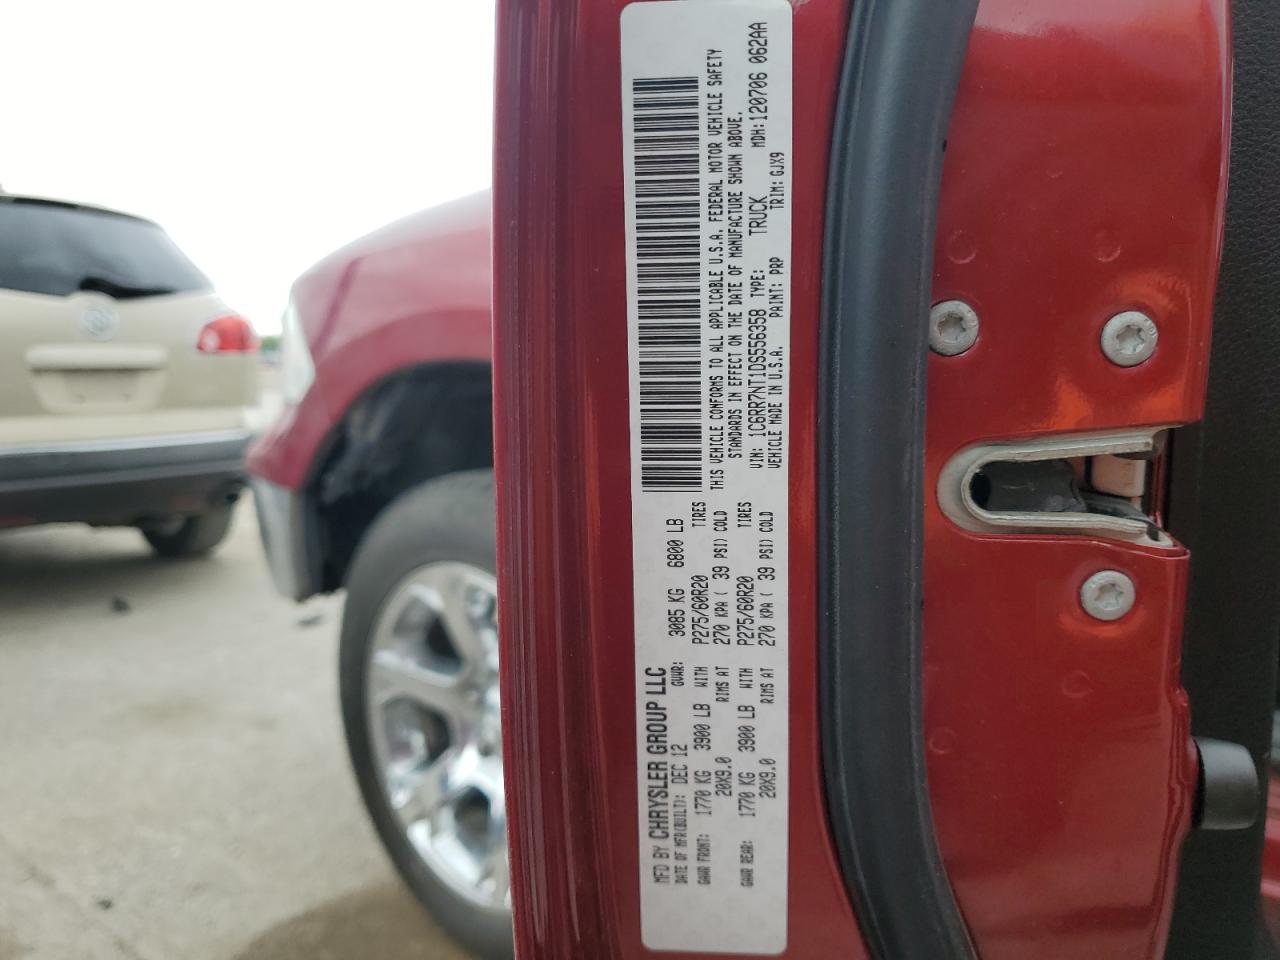 MFD BY CHRYSLER GROUP LLC
DATE OF MFR(BUILT): DEC 12 GVWR: 3085 KG 6800 LB
GAWR FRONT: 1770 KG 3900 LB WITH P275/60R20 TIRES
20X9.0 RIMS AT 270 KPA ( 39 PSI) COLD
GAWR REAR: 1770 KG 3900 LB WITH P275/60R20 TIRES
20X9.0 RIMS AT 270 KPA ( 39 PSI) COLD
THIS VEHICLE CONFORMS TO ALL APPLICABLE U.S.A. FEDERAL MOTOR VEHICLE SAFETY
STANDARDS IN EFFECT ON THE DATE OF MANUFACTURE SHOWN ABOVE.
VIN: 1C6RR7NT1DS556358 TYPE: TRUCK MDH:120706 062AA
VEHICLE MADE IN U.S.A. PAINT: PRP TRIM: GJX9